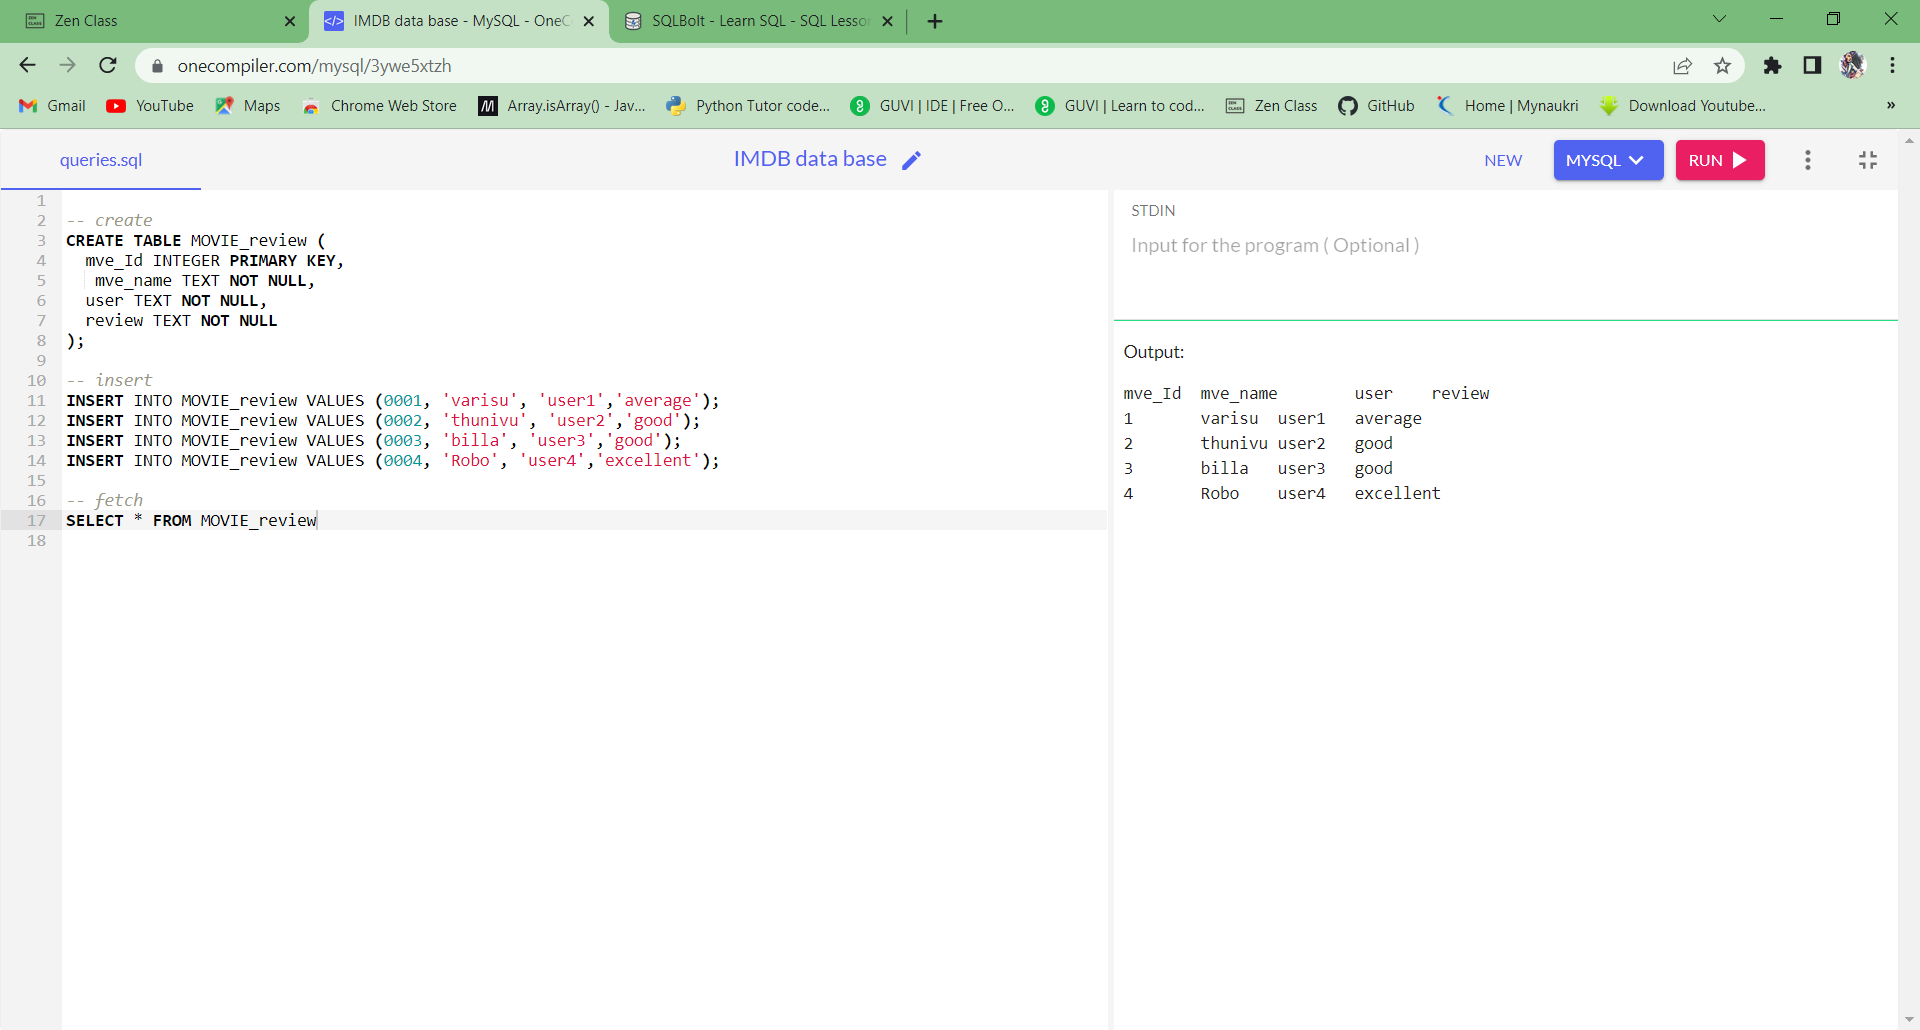 Zen Class
IMDB data base - MySQL - OneC
SQLBolt - Learn SQL - SQL Lesson
onecompiler.com/mysql/3ywe5xtzh
Gmail YouTube Maps Chrome Web Store Array.isArray() - Jav... Python Tutor code... GUVI | IDE | Free O... GUVI | Learn to cod... Zen Class GitHub Home | Mynaukri Download Youtube... »
queries.sql
IMDB data base
NEW
MYSQL
RUN
1
2 -- create
3 CREATE TABLE MOVIE_review (
4 mve_Id INTEGER PRIMARY KEY,
5 mve_name TEXT NOT NULL,
6 user TEXT NOT NULL,
7 review TEXT NOT NULL
8 );
9
10 -- insert
11 INSERT INTO MOVIE_review VALUES (0001, 'varisu', 'user1','average');
12 INSERT INTO MOVIE_review VALUES (0002, 'thunivu', 'user2','good');
13 INSERT INTO MOVIE_review VALUES (0003, 'billa', 'user3','good');
14 INSERT INTO MOVIE_review VALUES (0004, 'Robo', 'user4','excellent');
15
16 -- fetch
17 SELECT * FROM MOVIE_review
18
STDIN
Input for the program ( Optional )
Output:
mve_Id mve_name user review
1 varisu user1 average
2 thunivu user2 good
3 billa user3 good
4 Robo user4 excellent